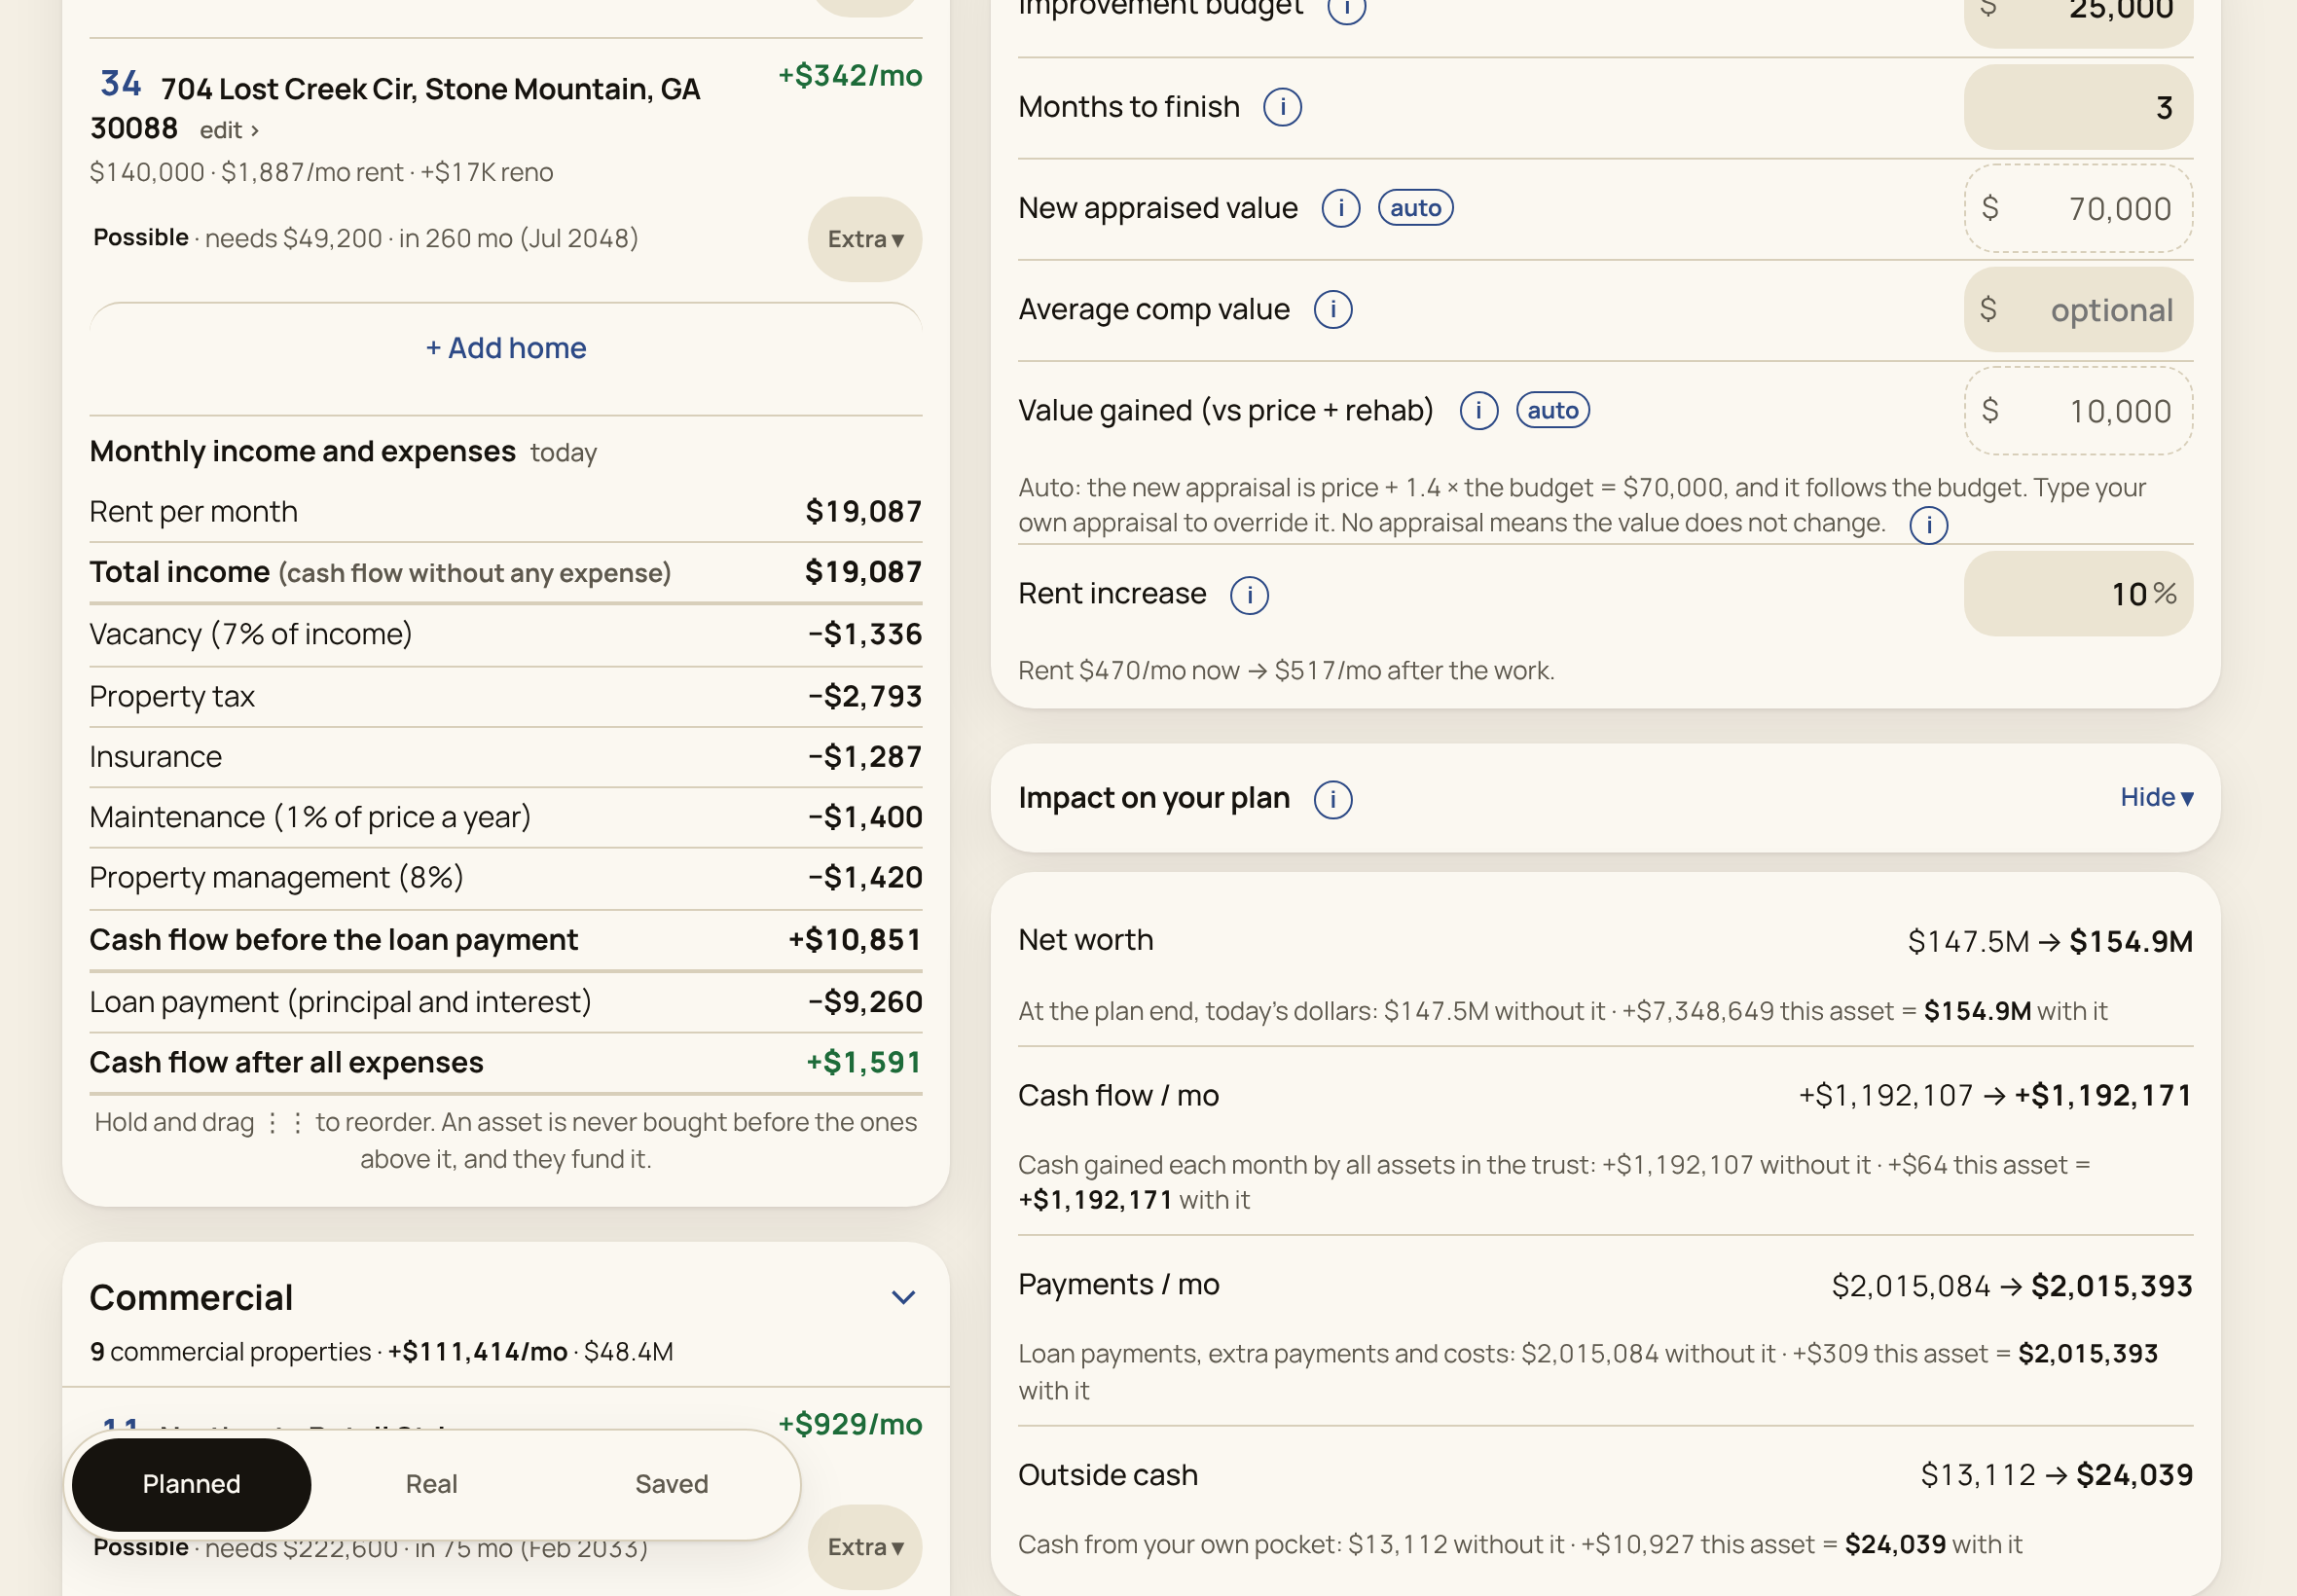 34 704 Lost Creek Cir, Stone Mountain, GA +$342/mo
30088 edit ›
$140,000 · $1,887/mo rent · +$17K reno
Possible · needs $49,200 · in 260 mo (Jul 2048) Extra ▾
+ Add home
Monthly income and expenses today
Rent per month $19,087
Total income (cash flow without any expense) $19,087
Vacancy (7% of income) −$1,336
Property tax −$2,793
Insurance −$1,287
Maintenance (1% of price a year) −$1,400
Property management (8%) −$1,420
Cash flow before the loan payment +$10,851
Loan payment (principal and interest) −$9,260
Cash flow after all expenses +$1,591
Hold and drag ⋮⋮ to reorder. An asset is never bought before the ones
above it, and they fund it.
Commercial
9 commercial properties · +$111,414/mo · $48.4M
11 +$929/mo
Planned Real Saved
Possible · needs $222,600 · in 75 mo (Feb 2033) Extra ▾
Improvement budget i $ 25,000
Months to finish i 3
New appraised value i auto $ 70,000
Average comp value i $ optional
Value gained (vs price + rehab) i auto $ 10,000
Auto: the new appraisal is price + 1.4 × the budget = $70,000, and it follows the budget. Type your
own appraisal to override it. No appraisal means the value does not change. i
Rent increase i 10 %
Rent $470/mo now → $517/mo after the work.
Impact on your plan i Hide ▾
Net worth $147.5M → $154.9M
At the plan end, today's dollars: $147.5M without it · +$7,348,649 this asset = $154.9M with it
Cash flow / mo +$1,192,107 → +$1,192,171
Cash gained each month by all assets in the trust: +$1,192,107 without it · +$64 this asset =
+$1,192,171 with it
Payments / mo $2,015,084 → $2,015,393
Loan payments, extra payments and costs: $2,015,084 without it · +$309 this asset = $2,015,393
with it
Outside cash $13,112 → $24,039
Cash from your own pocket: $13,112 without it · +$10,927 this asset = $24,039 with it